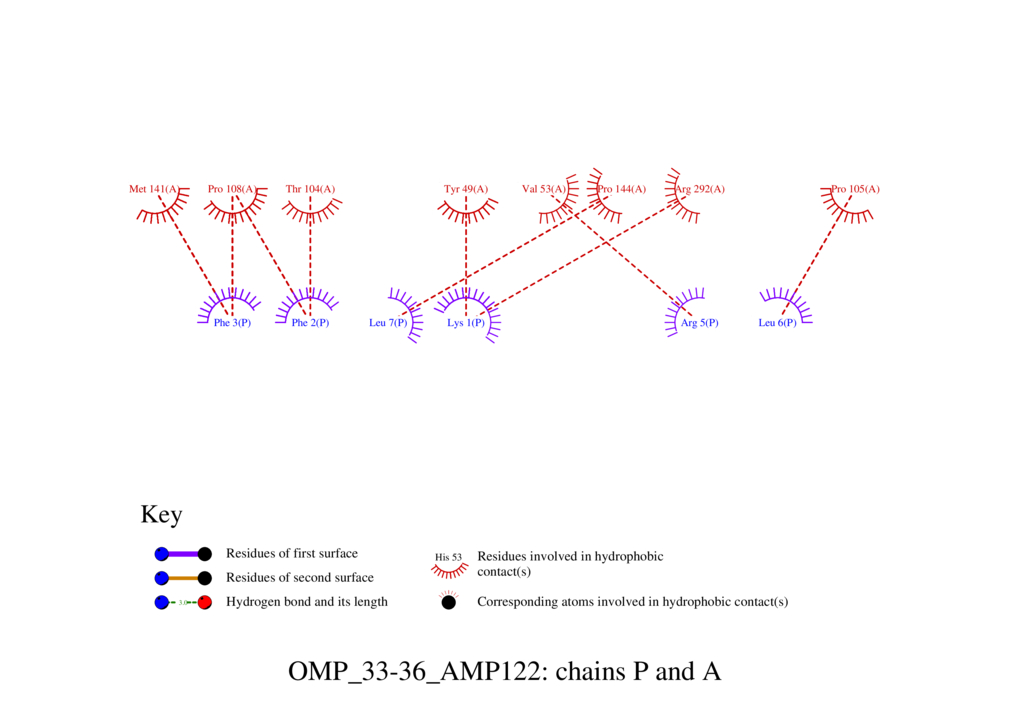 Met 141(A) Pro 108(A) Thr 104(A) Tyr 49(A) Val 53(A) Pro 144(A) Arg 292(A) Pro 105(A)
Phe 3(P) Phe 2(P) Leu 7(P) Lys 1(P) Arg 5(P) Leu 6(P)
Key
Residues of first surface
Residues of second surface
3.0 Hydrogen bond and its length
His 53 Residues involved in hydrophobic
contact(s)
Corresponding atoms involved in hydrophobic contact(s)
OMP_33-36_AMP122: chains P and A